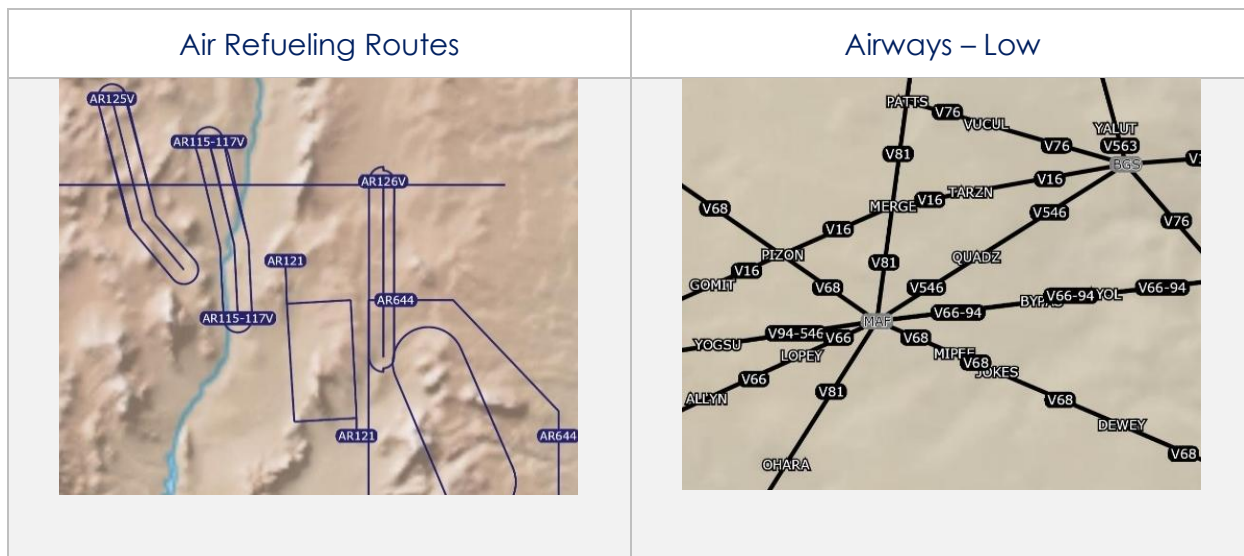 Air Refueling Routes
AR125V
AR115-117V
AR126V
AR121
AR644
AR115-117V
AR121
AR644
Airways – Low
PATTS
V76
VUCUL
V76
YALUT
V563
BGS
V81
V16
TARZN
V16
MERGE
V546
V76
V68
V16
PIZON
V81
QUADZ
GOMIT
V16
V68
V546
V66-94
V66-94
V66-94
MAF
YOGSU
V94-546
V66
V68
LOPEY
V68
JOKES
V66
V81
ALLYN
V68
DEWEY
V68
OHARA